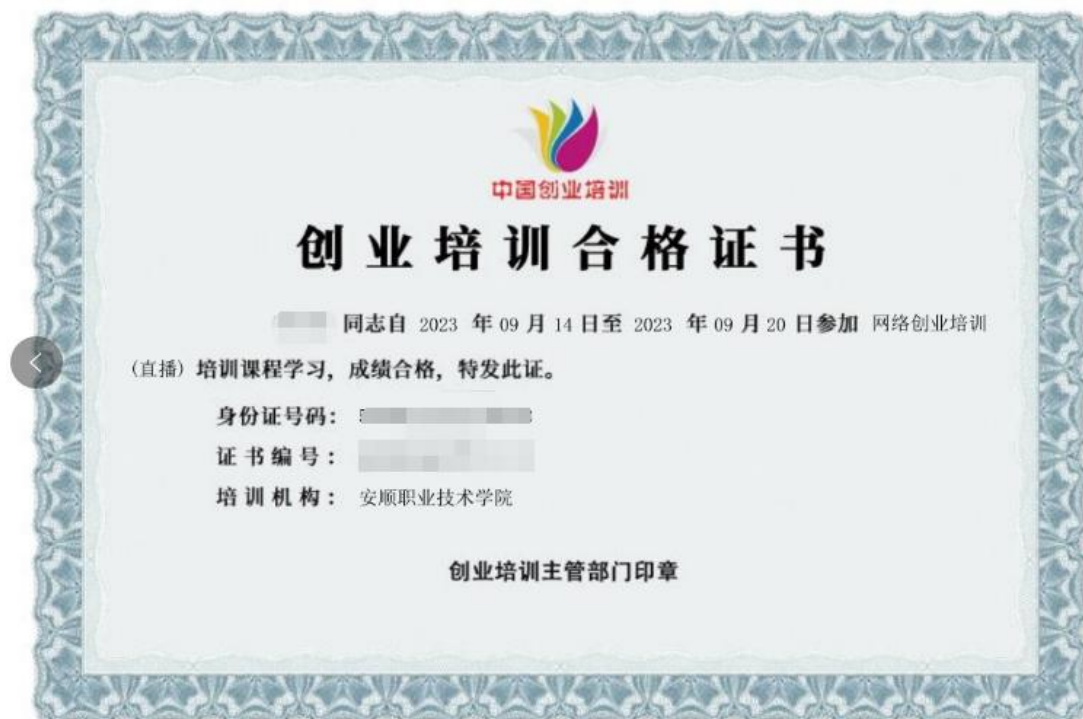 中国创业培训
创业培训合格证书
同志自 2023 年 09 月 14 日至 2023 年 09 月 20 日参加 网络创业培训
(直播) 培训课程学习，成绩合格，特发此证。
身份证号码：
证书编号：
培训机构： 安顺职业技术学院
创业培训主管部门印章